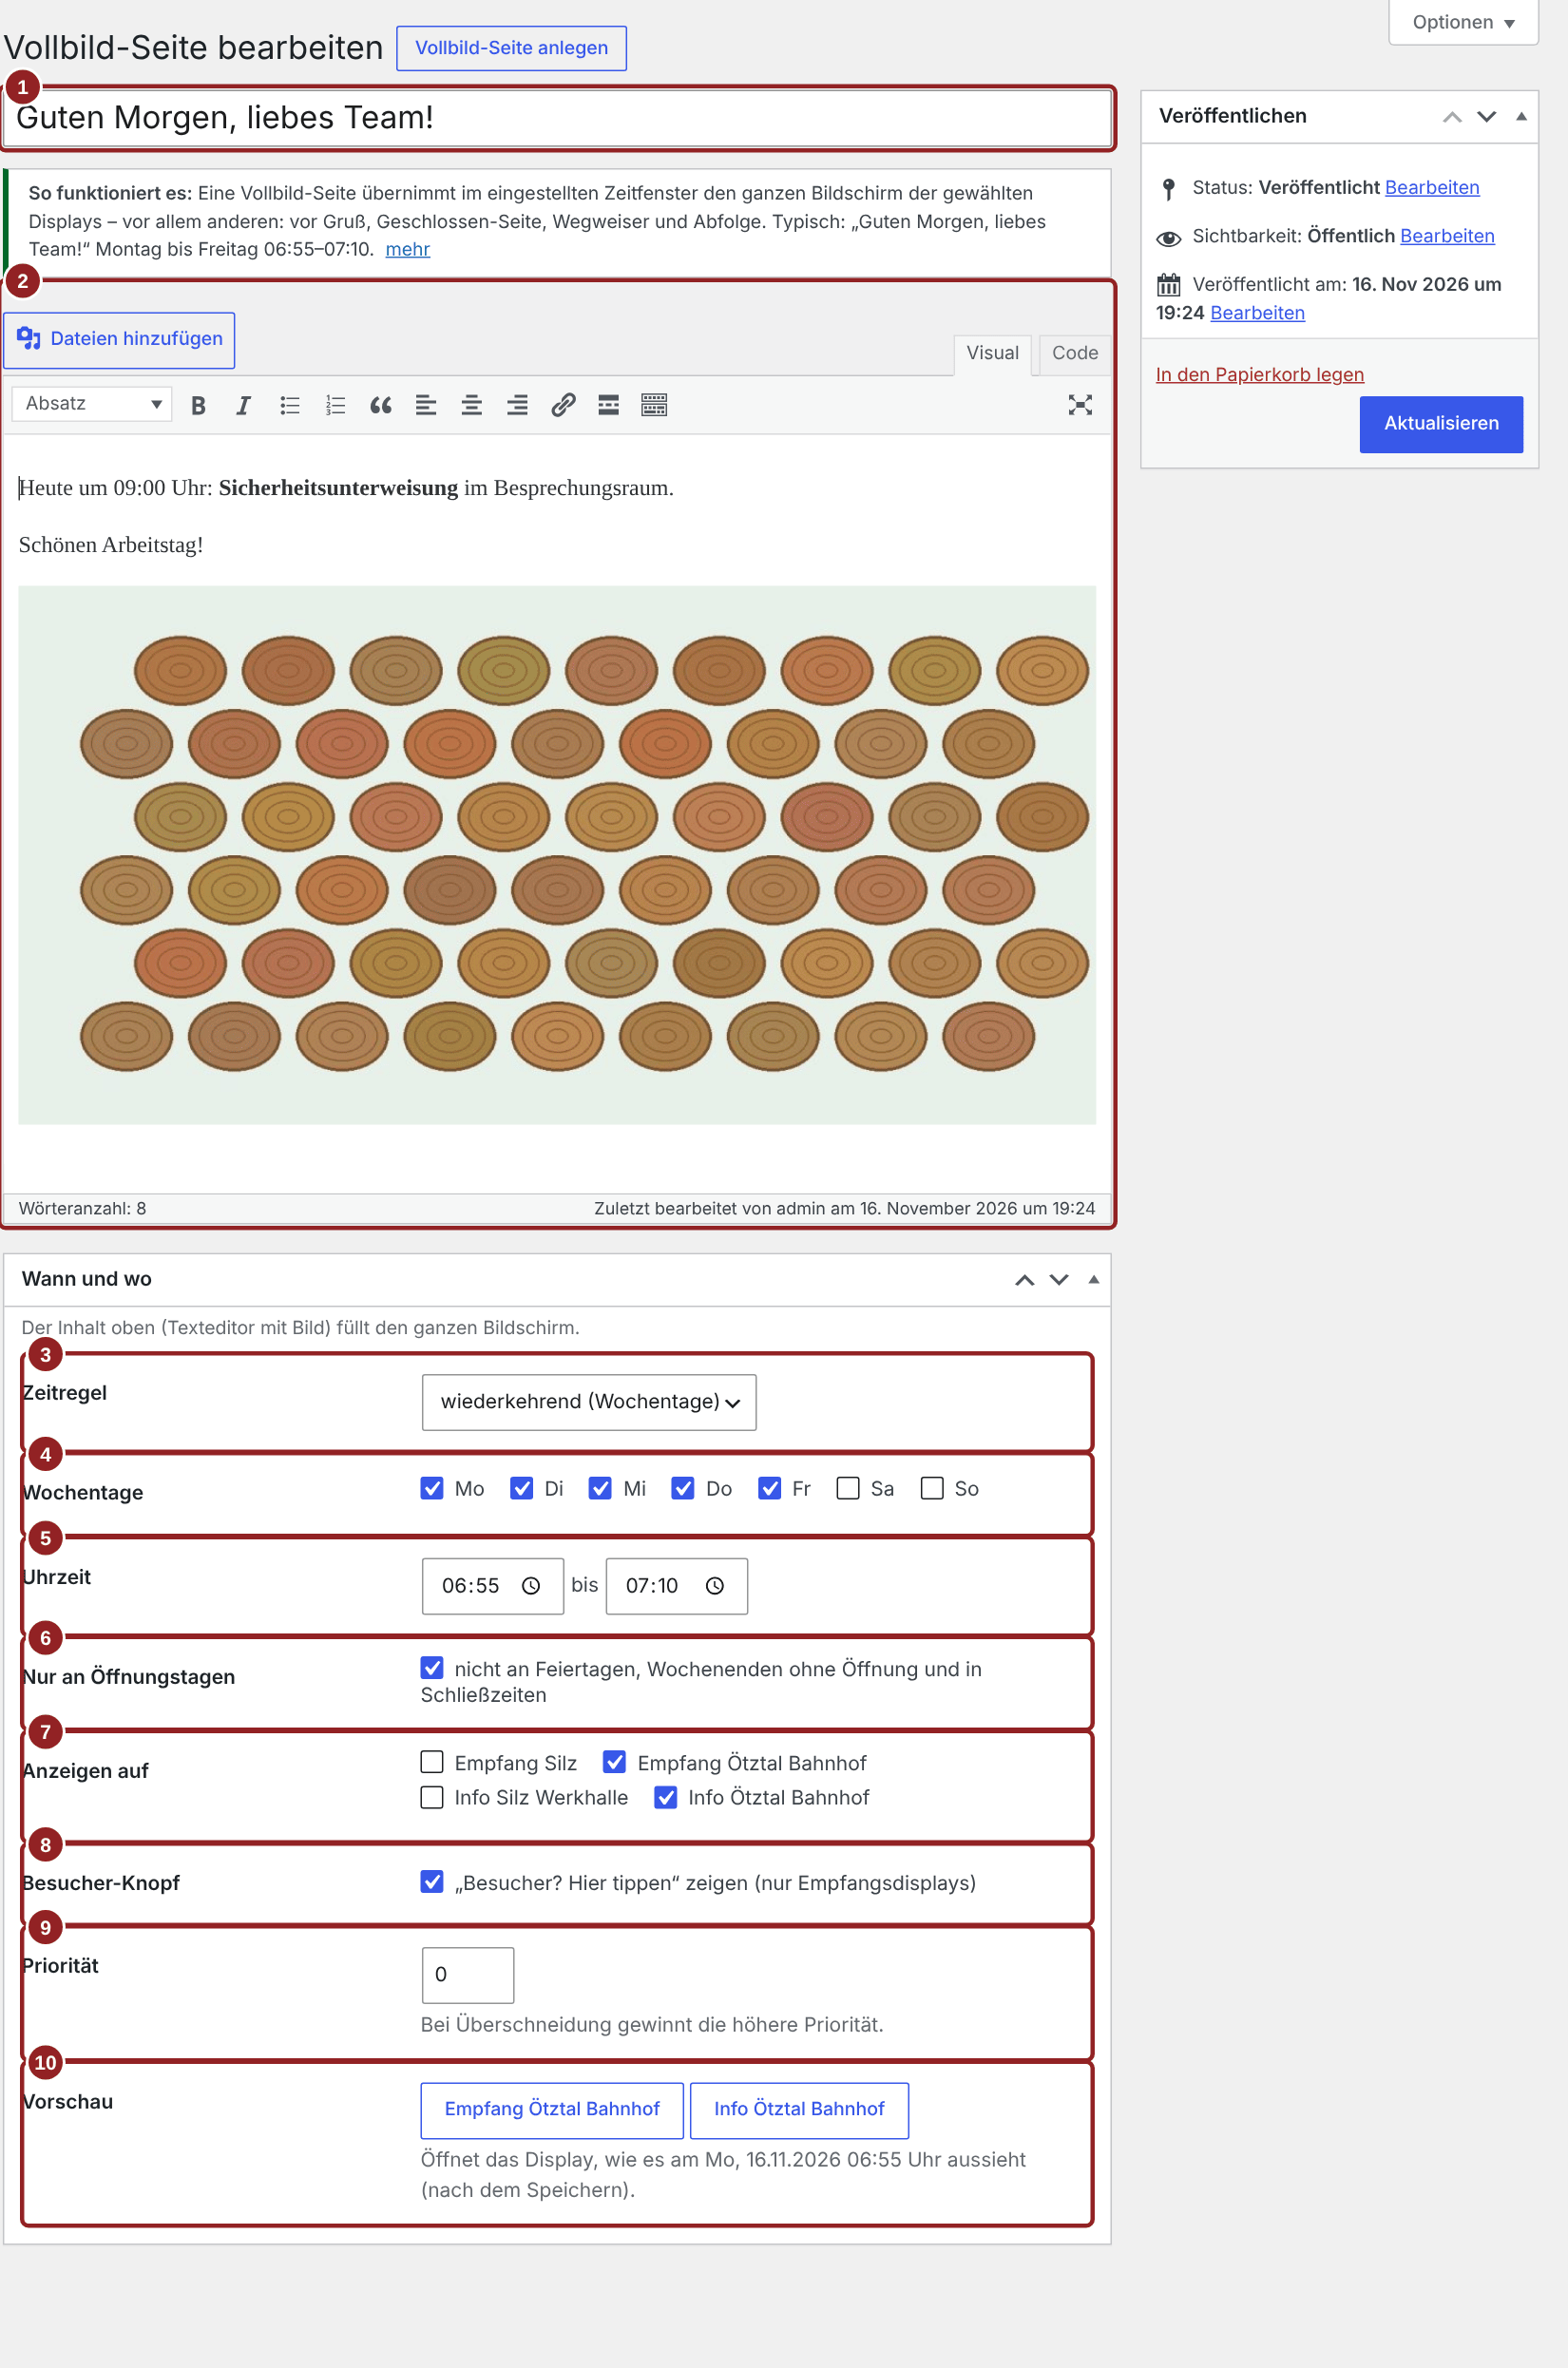 Optionen
Vollbild-Seite bearbeiten Vollbild-Seite anlegen
1
Guten Morgen, liebes Team!
So funktioniert es: Eine Vollbild-Seite übernimmt im eingestellten Zeitfenster den ganzen Bildschirm der gewählten
Displays – vor allem anderen: vor Gruß, Geschlossen-Seite, Wegweiser und Abfolge. Typisch: „Guten Morgen, liebes
Team!“ Montag bis Freitag 06:55–07:10. mehr
2
Dateien hinzufügen
Visual Code
Absatz
Heute um 09:00 Uhr: Sicherheitsunterweisung im Besprechungsraum.
Schönen Arbeitstag!
Wörteranzahl: 8 Zuletzt bearbeitet von admin am 16. November 2026 um 19:24
Wann und wo
Der Inhalt oben (Texteditor mit Bild) füllt den ganzen Bildschirm.
3
Zeitregel wiederkehrend (Wochentage)
4
Wochentage Mo Di Mi Do Fr Sa So
5
Uhrzeit 06:55 bis 07:10
6
Nur an Öffnungstagen nicht an Feiertagen, Wochenenden ohne Öffnung und in
Schließzeiten
7
Anzeigen auf Empfang Silz Empfang Ötztal Bahnhof
Info Silz Werkhalle Info Ötztal Bahnhof
8
Besucher-Knopf „Besucher? Hier tippen“ zeigen (nur Empfangsdisplays)
9
Priorität 0
Bei Überschneidung gewinnt die höhere Priorität.
10
Vorschau Empfang Ötztal Bahnhof Info Ötztal Bahnhof
Öffnet das Display, wie es am Mo, 16.11.2026 06:55 Uhr aussieht
(nach dem Speichern).
Veröffentlichen
Status: Veröffentlicht Bearbeiten
Sichtbarkeit: Öffentlich Bearbeiten
Veröffentlicht am: 16. Nov 2026 um
19:24 Bearbeiten
In den Papierkorb legen
Aktualisieren